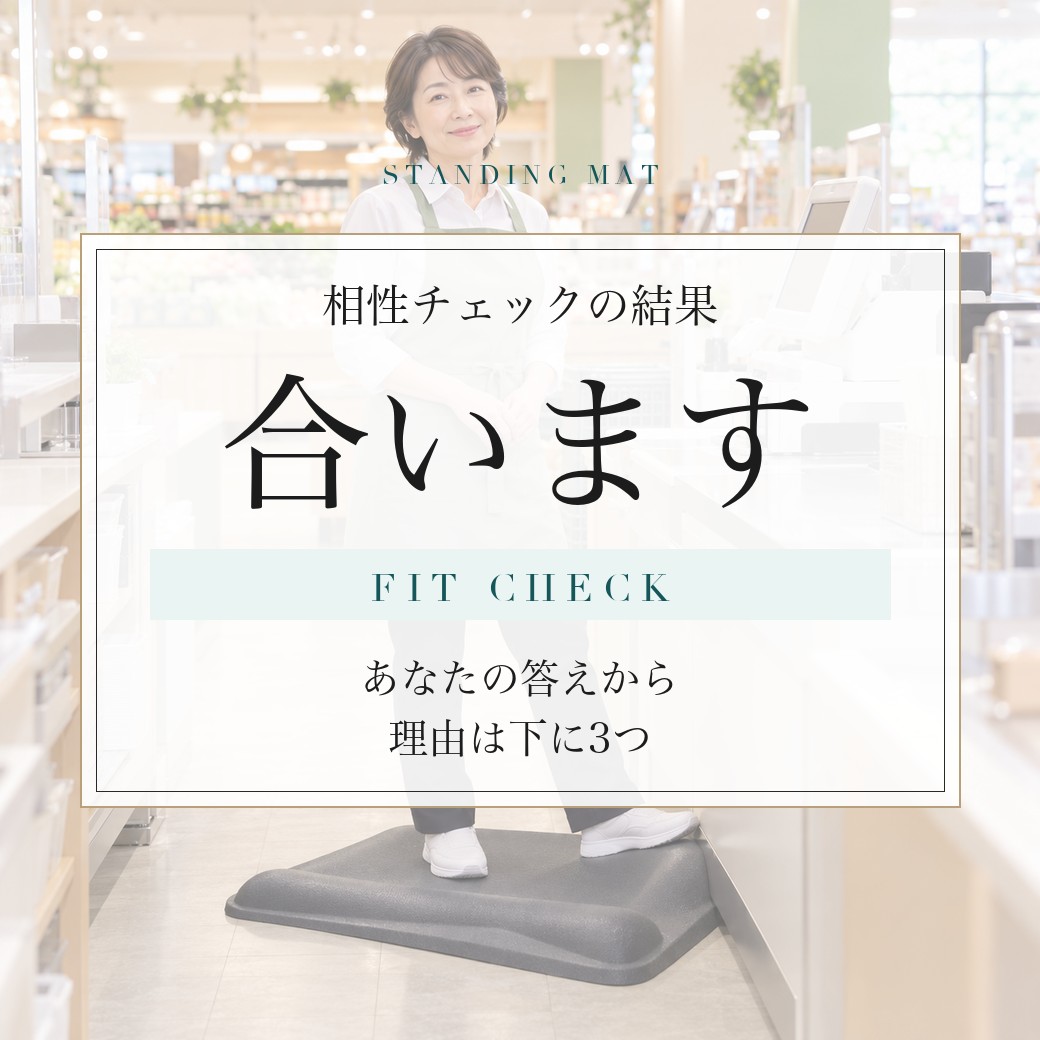 STANDING MAT
相性チェックの結果
合います
FIT CHECK
あなたの答えから
理由は下に3つ